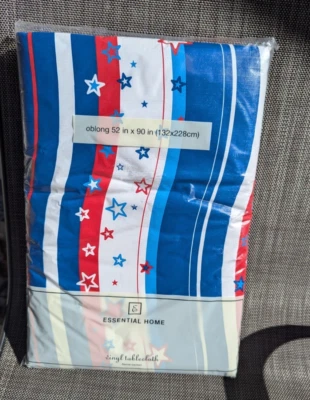 oblong 52 in x 90 in (132x228cm)
E
ESSENTIAL HOME
vinyl tablecloth